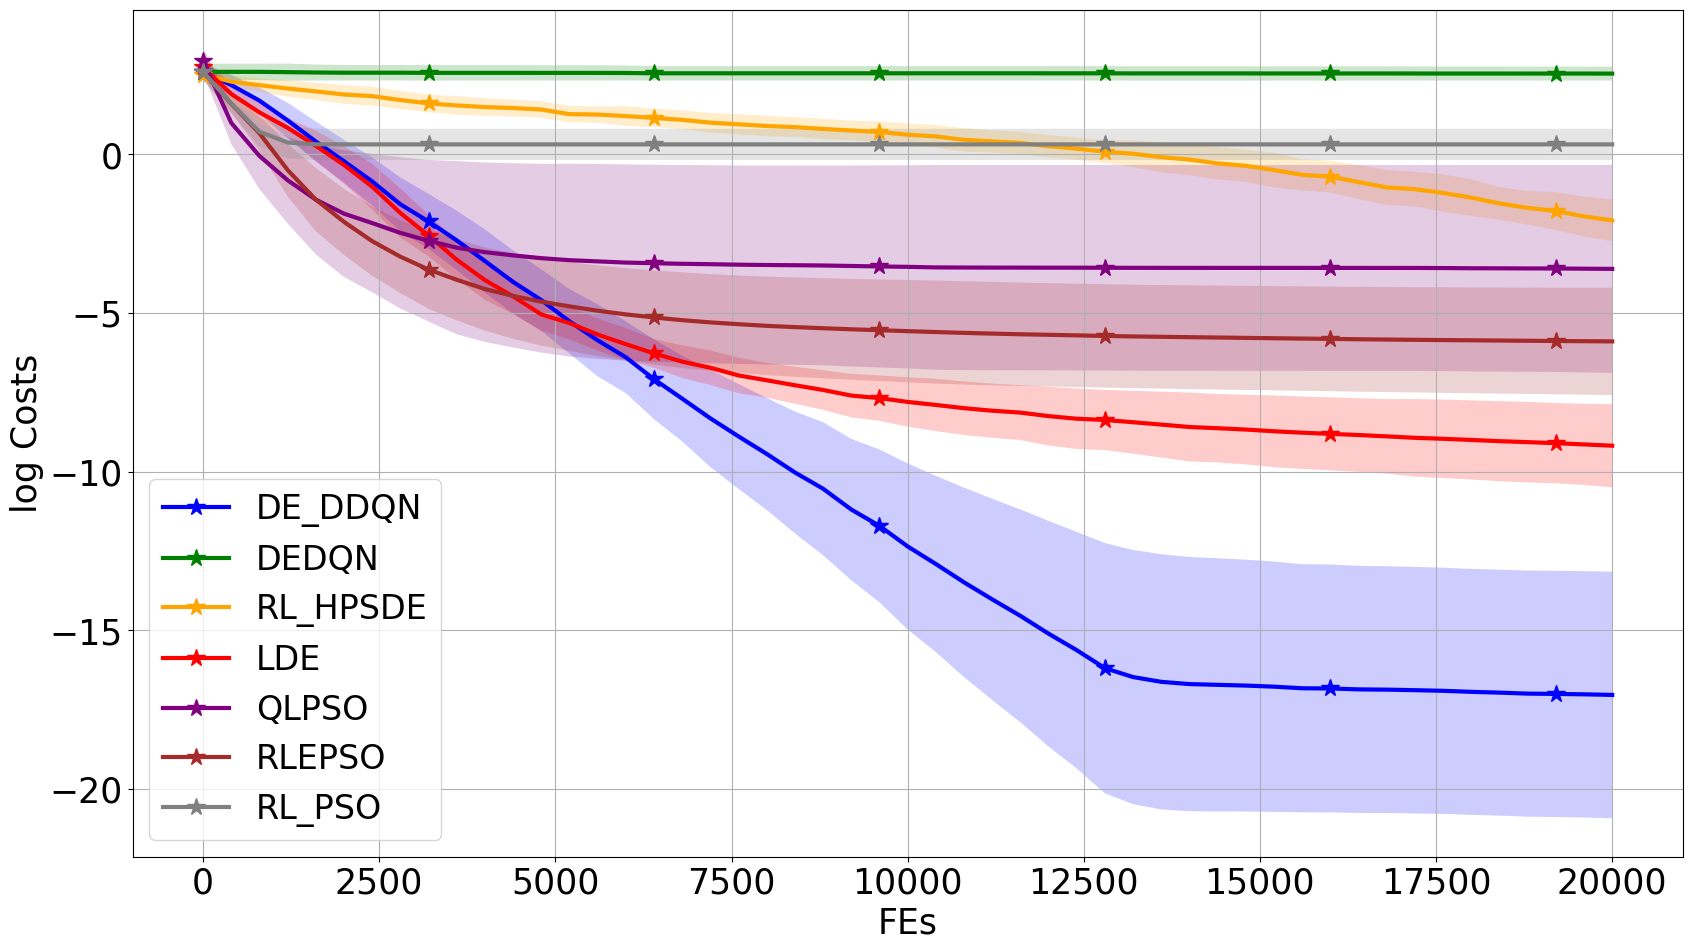 log Costs
0
−5
−10
−15
−20
DE_DDQN
DEDQN
RL_HPSDE
LDE
QLPSO
RLEPSO
RL_PSO
0 2500 5000 7500 10000 12500 15000 17500 20000
FEs